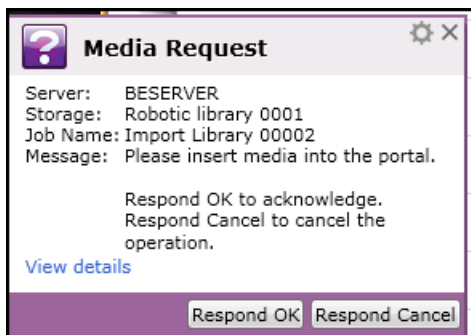 Media Request
Server: BESERVER
Storage: Robotic library 0001
Job Name: Import Library 00002
Message: Please insert media into the portal.
Respond OK to acknowledge.
Respond Cancel to cancel the
operation.
View details
Respond OK Respond Cancel